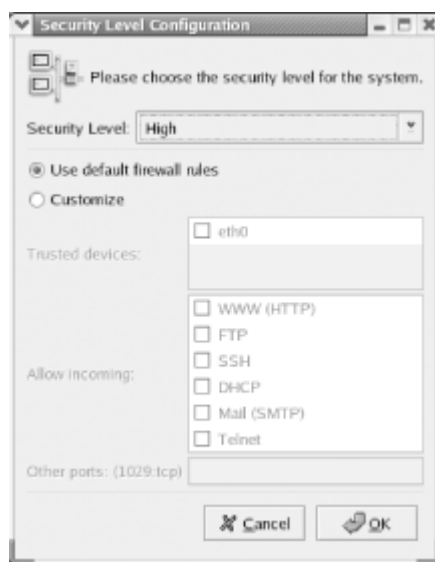 Security Level Configuration
Please choose the security level for the system.
Security Level: High
Use default firewall rules
Customize
Trusted devices:
eth0
Allow incoming:
WWW (HTTP)
FTP
SSH
DHCP
Mail (SMTP)
Telnet
Other ports: (1029:tcp)
Cancel
OK